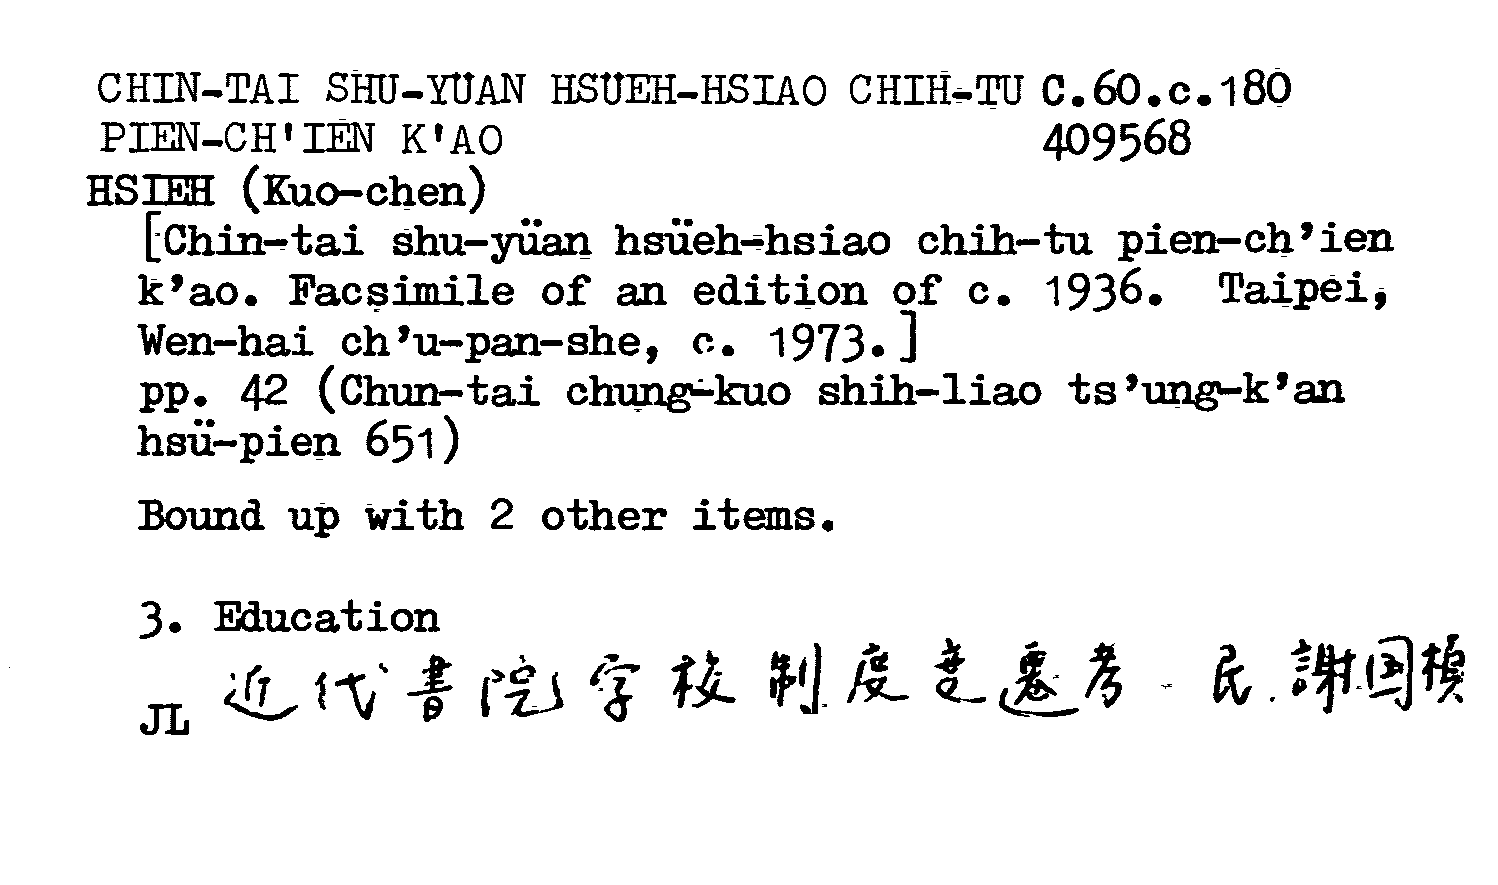 CHIN-TAI SHU-YÜAN HSÜEH-HSIAO CHIH-TU C.60.c.180
PIEN-CH'IEN K'AO 409568
HSIEH (Kuo-chen)
[Chin-tai shu-yüan hsüeh-hsiao chih-tu pien-ch'ien
k'ao. Facsimile of an edition of c. 1936. Taipei,
Wen-hai ch'u-pan-she, c. 1973.]
pp. 42 (Chun-tai chung-kuo shih-liao ts'ung-k'an
hsü-pien 651)
Bound up with 2 other items.
3. Education
近代書院学校制度变遷考 民 謝国楨
JL